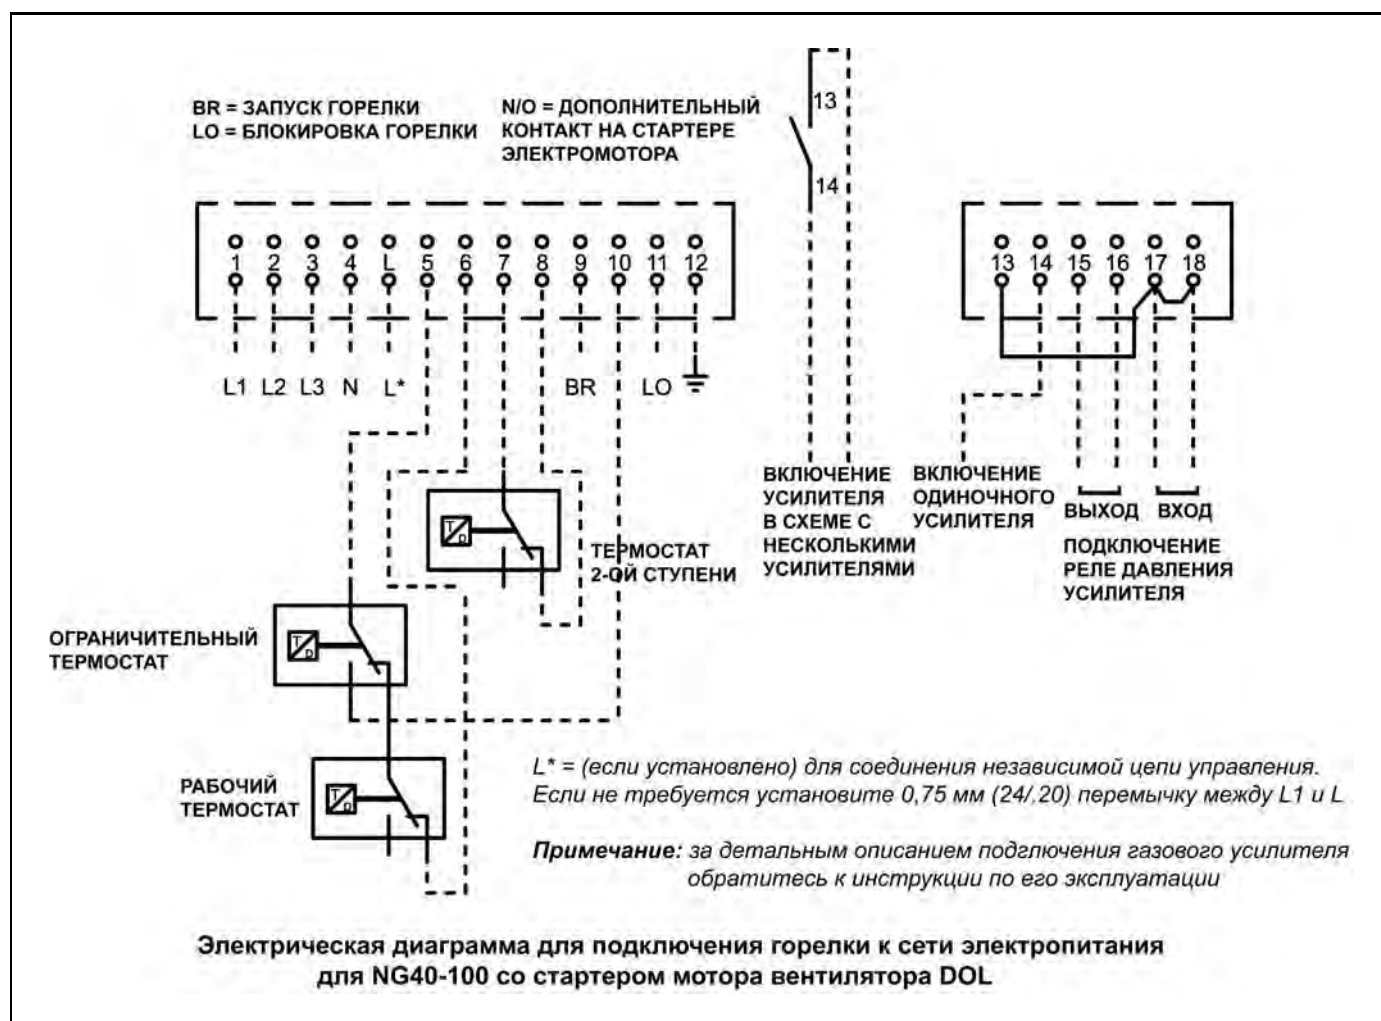 BR = ЗАПУСК ГОРЕЛКИ
LO = БЛОКИРОВКА ГОРЕЛКИ
N/O = ДОПОЛНИТЕЛЬНЫЙ
КОНТАКТ НА СТАРТЕРЕ
ЭЛЕКТРОМОТОРА
13
14
1 2 3 4 L 5 6 7 8 9 10 11 12
13 14 15 16 17 18
L1 L2 L3 N L* BR LO
ВКЛЮЧЕНИЕ
УСИЛИТЕЛЯ
В СХЕМЕ С
НЕСКОЛЬКИМИ
УСИЛИТЕЛЯМИ
ВКЛЮЧЕНИЕ
ОДИНОЧНОГО
УСИЛИТЕЛЯ
ВЫХОД ВХОД
ПОДКЛЮЧЕНИЕ
РЕЛЕ ДАВЛЕНИЯ
УСИЛИТЕЛЯ
T
D
ТЕРМОСТАТ
2-ОЙ СТУПЕНИ
ОГРАНИЧИТЕЛЬНЫЙ
ТЕРМОСТАТ
T
D
РАБОЧИЙ
ТЕРМОСТАТ
T
D
L* = (если установлено) для соединения независимой цепи управления.
Если не требуется установите 0,75 мм (24/.20) перемычку между L1 и L
Примечание: за детальным описанием подглючения газового усилителя
обратитесь к инструкции по его эксплуатации
Электрическая диаграмма для подключения горелки к сети электропитания
для NG40-100 со стартером мотора вентилятора DOL